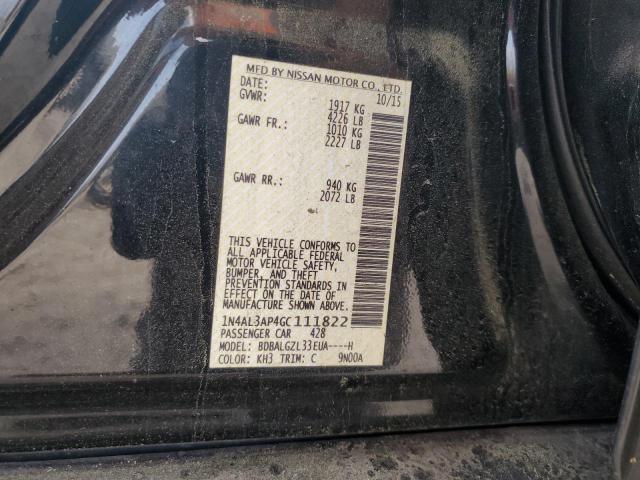 MFD BY NISSAN MOTOR CO., LTD.
DATE: 10/15
GVWR: 1917 KG
4226 LB
GAWR FR.: 1010 KG
2227 LB
GAWR RR.: 940 KG
2072 LB
THIS VEHICLE CONFORMS TO
ALL APPLICABLE FEDERAL
MOTOR VEHICLE SAFETY,
BUMPER, AND THEFT
PREVENTION STANDARDS IN
EFFECT ON THE DATE OF
MANUFACTURE SHOWN ABOVE.
1N4AL3AP4GC111822
PASSENGER CAR 428
MODEL: BDBALGZL33EUA----H
COLOR: KH3 TRIM: C 9N00A